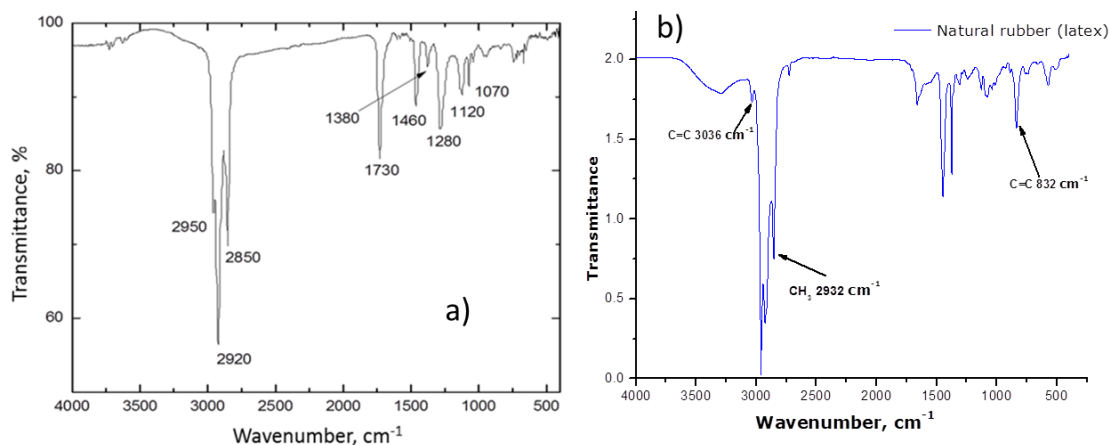 100
80
60
Transmittance, %
2950
2920
2850
1730
1380
1460
1280
1120
1070
a)
4000 3500 3000 2500 2000 1500 1000 500
Wavenumber, cm⁻¹
b)
Natural rubber (latex)
2.0
1.5
1.0
0.5
0.0
Transmittance
C=C 3036 cm⁻¹
CH₃ 2932 cm⁻¹
C=C 832 cm⁻¹
4000 3500 3000 2500 2000 1500 1000 500
Wavenumber, cm⁻¹